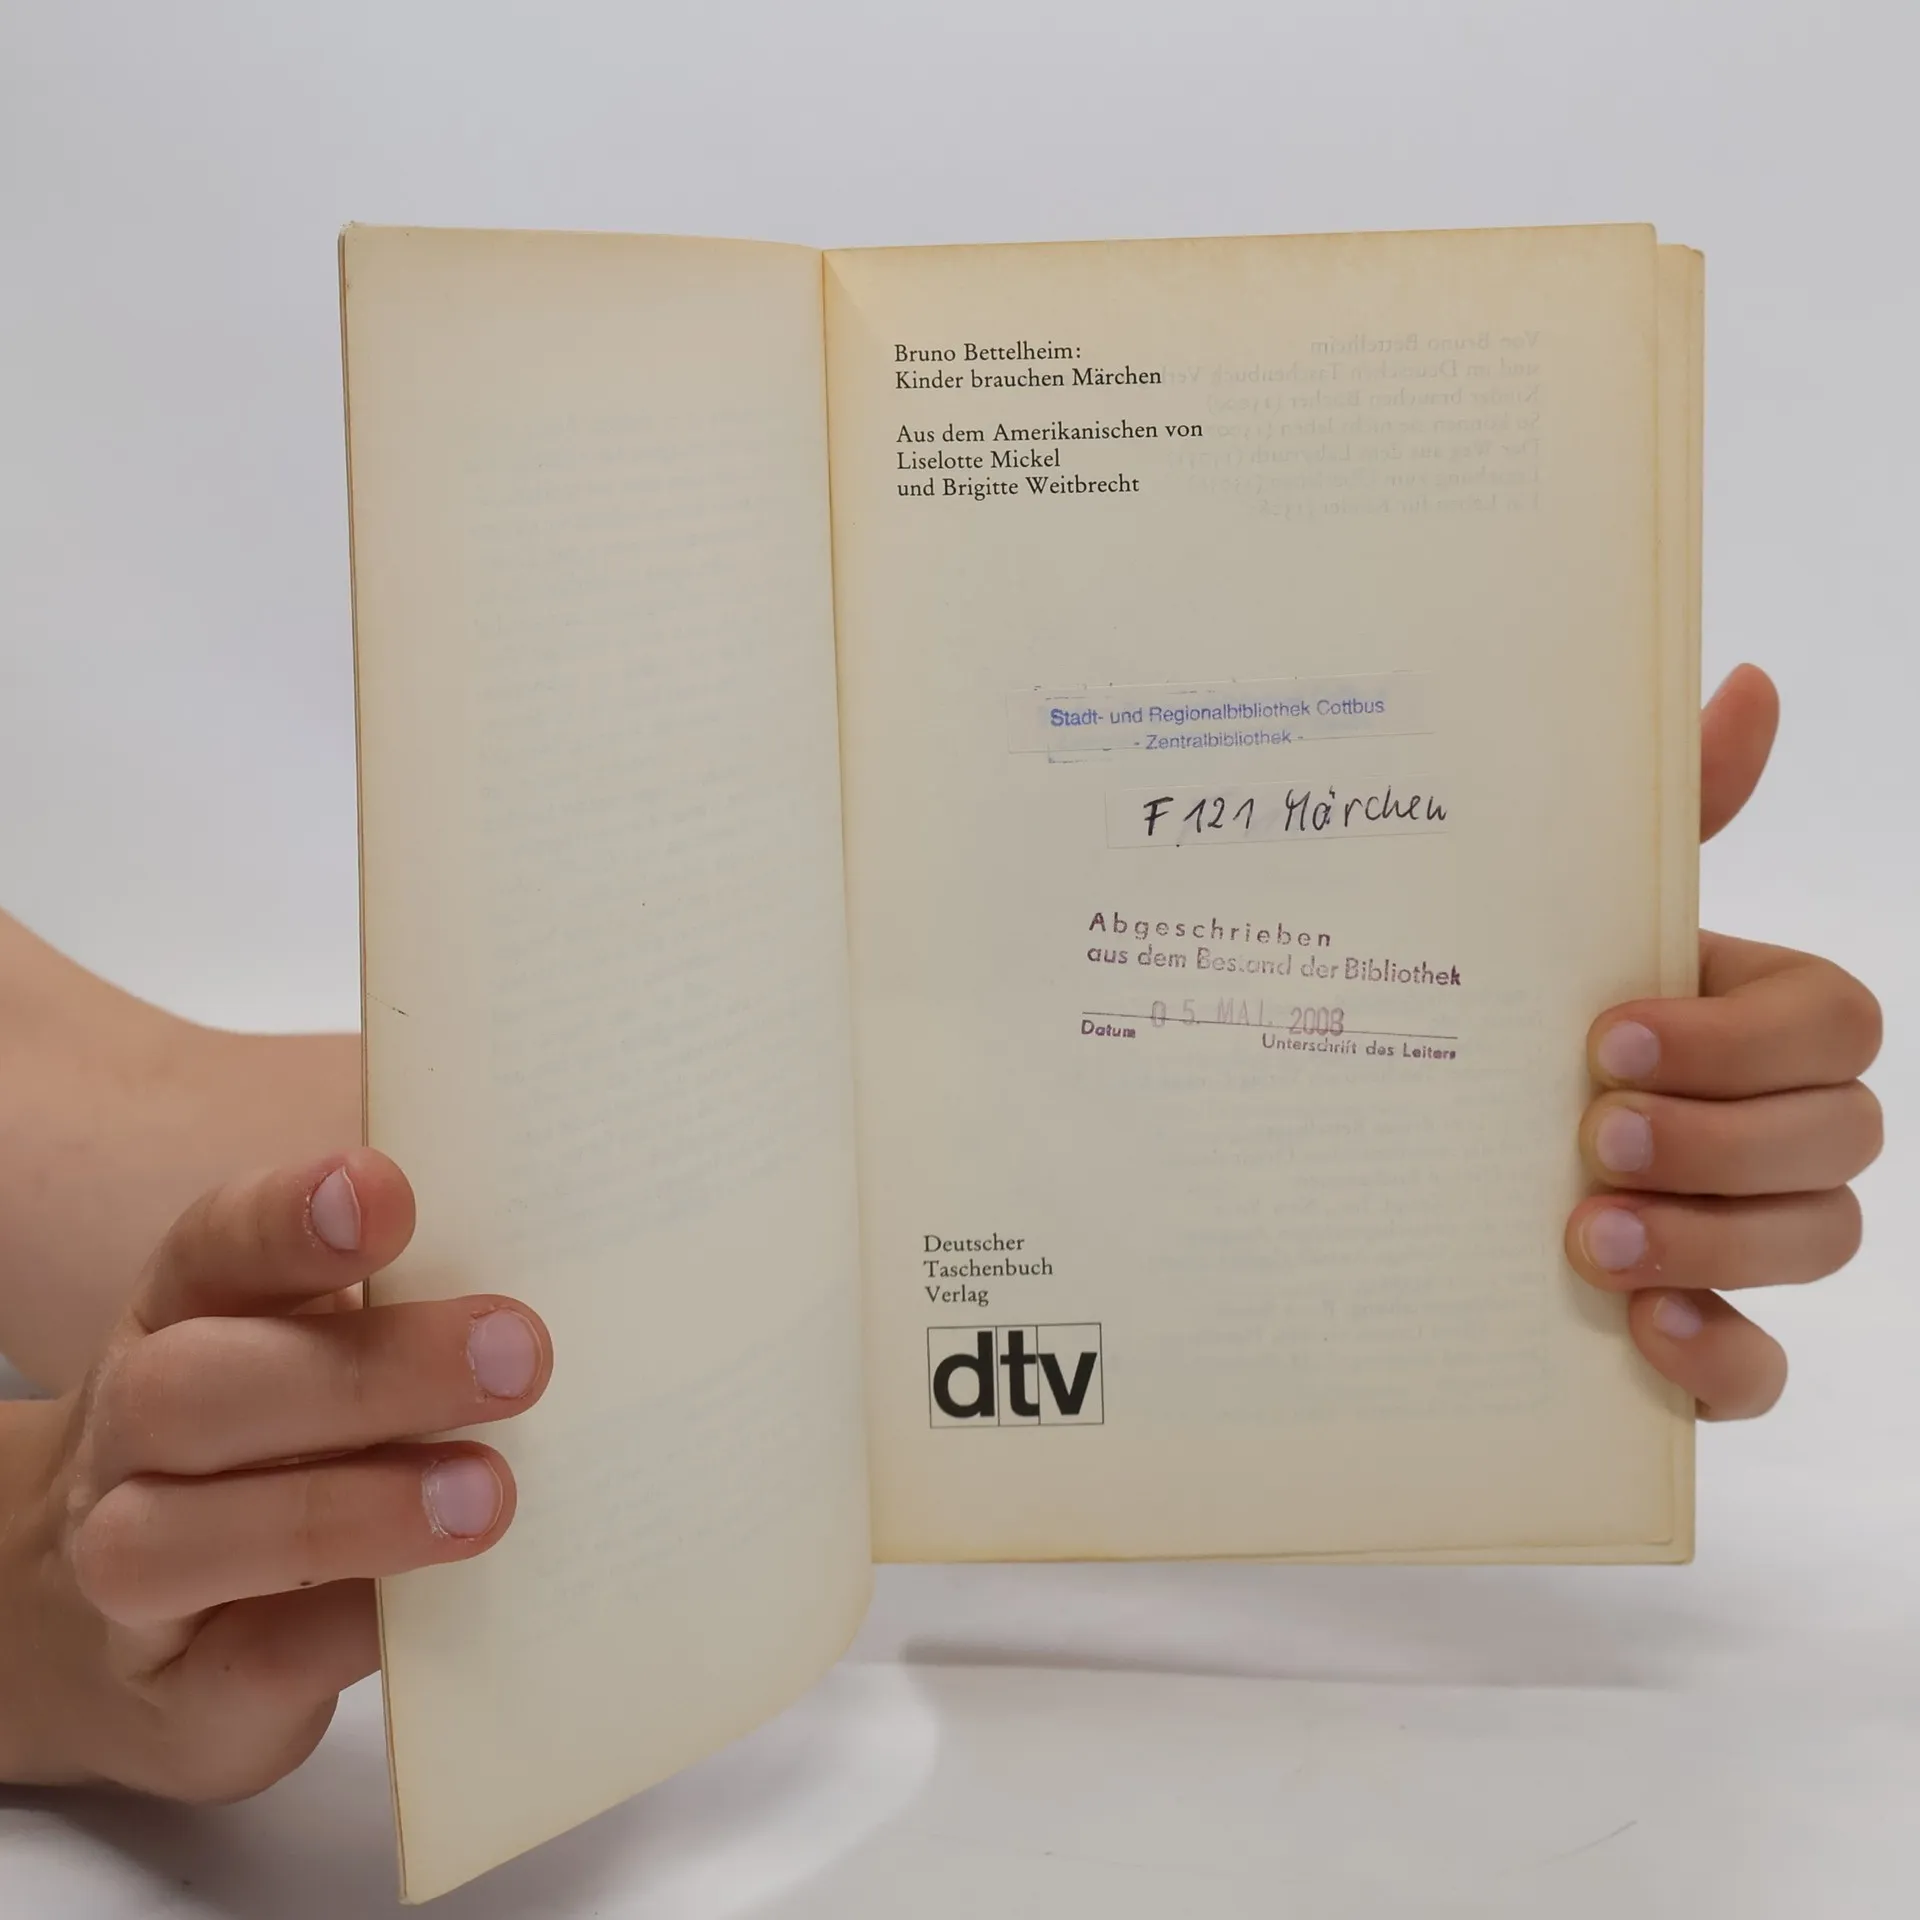 Bruno Bettelheim:
Kinder brauchen Märchen
Aus dem Amerikanischen von
Liselotte Mickel
und Brigitte Weitbrecht
Stadt- und Regionalbibliothek Cottbus
- Zentralbibliothek -
F 121 Märchen
Abgeschrieben
aus dem Bestand der Bibliothek
05. MAI. 2008
Datum Unterschrift des Leiters
Deutscher
Taschenbuch
Verlag
dtv